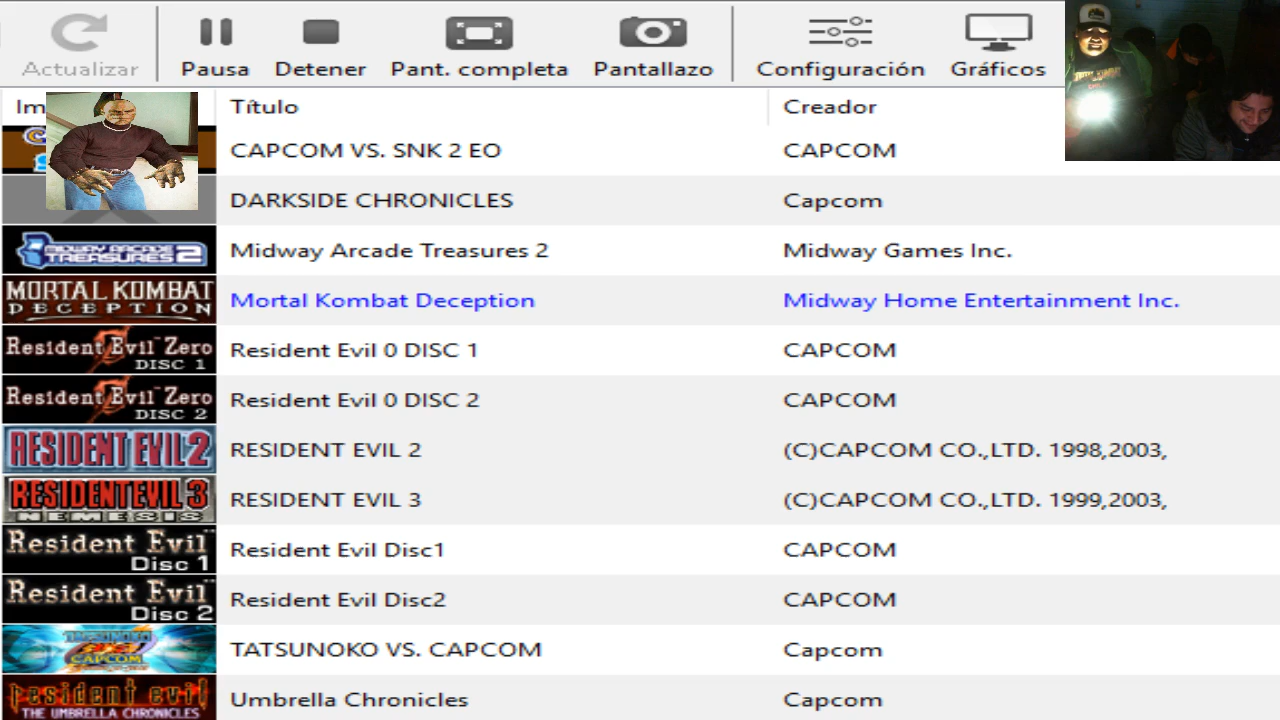 Actualizar Pausa Detener Pant. completa Pantallazo Configuración Gráficos
Im Título Creador
CAPCOM VS. SNK 2 EO CAPCOM
DARKSIDE CHRONICLES Capcom
MIDWAY ARCADE TREASURES 2 Midway Arcade Treasures 2 Midway Games Inc.
MORTAL KOMBAT DECEPTION Mortal Kombat Deception Midway Home Entertainment Inc.
Resident Evil Zero DISC 1 Resident Evil 0 DISC 1 CAPCOM
Resident Evil Zero DISC 2 Resident Evil 0 DISC 2 CAPCOM
RESIDENT EVIL 2 RESIDENT EVIL 2 (C)CAPCOM CO.,LTD. 1998,2003,
RESIDENT EVIL 3 NEMESIS RESIDENT EVIL 3 (C)CAPCOM CO.,LTD. 1999,2003,
Resident Evil Disc 1 Resident Evil Disc1 CAPCOM
Resident Evil Disc 2 Resident Evil Disc2 CAPCOM
TATSUNOKO VS. CAPCOM TATSUNOKO VS. CAPCOM Capcom
resident evil THE UMBRELLA CHRONICLES Umbrella Chronicles Capcom